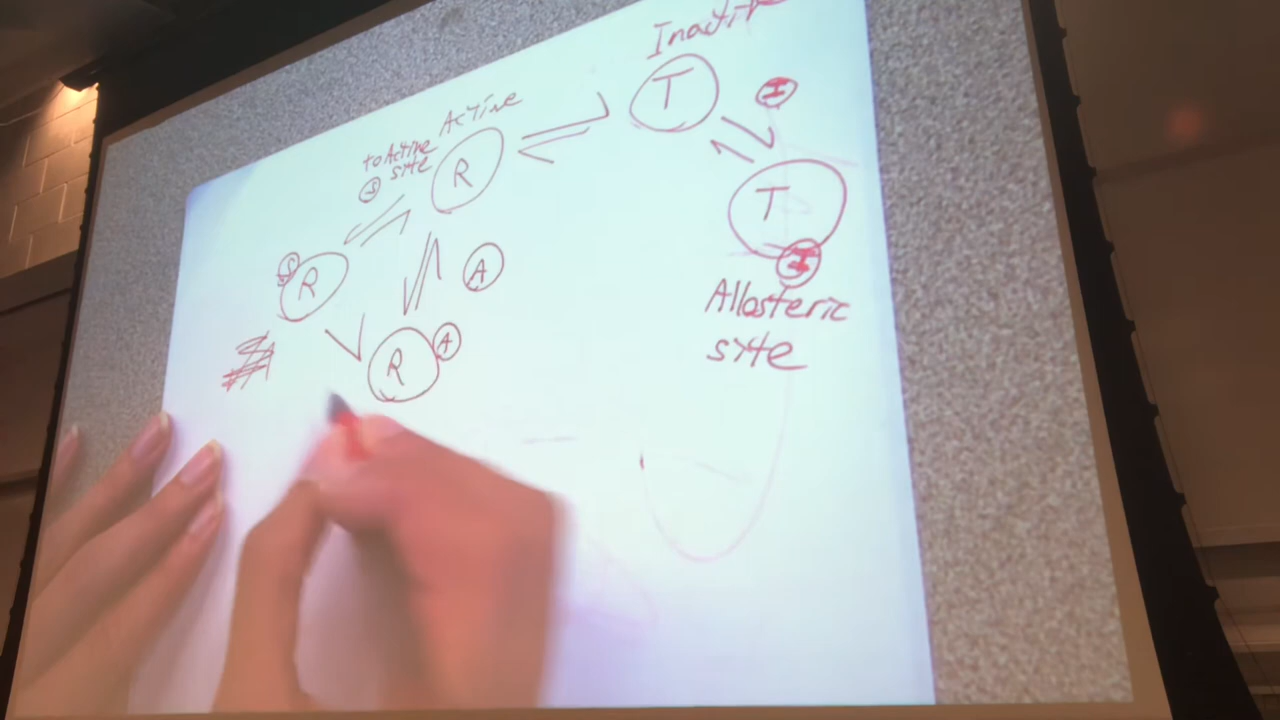 Inactive
T
I
Active
to Active
site
S
R
T
I
S
R
A
R
A
Allosteric
site